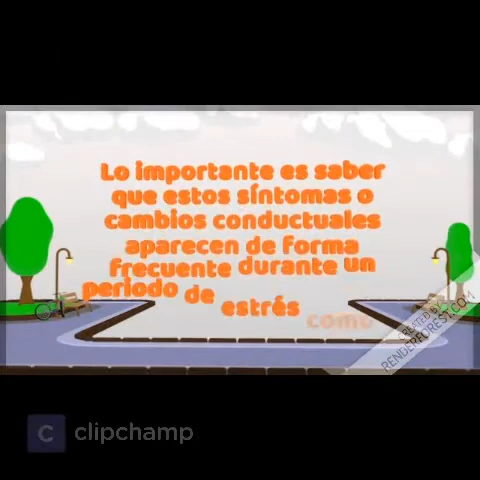 Lo importante es saber
que estos síntomas o
cambios conductuales
aparecen de forma
frecuente durante un
periodo de estrés como
CREATED BY
RENDERFOREST.COM
C clipchamp